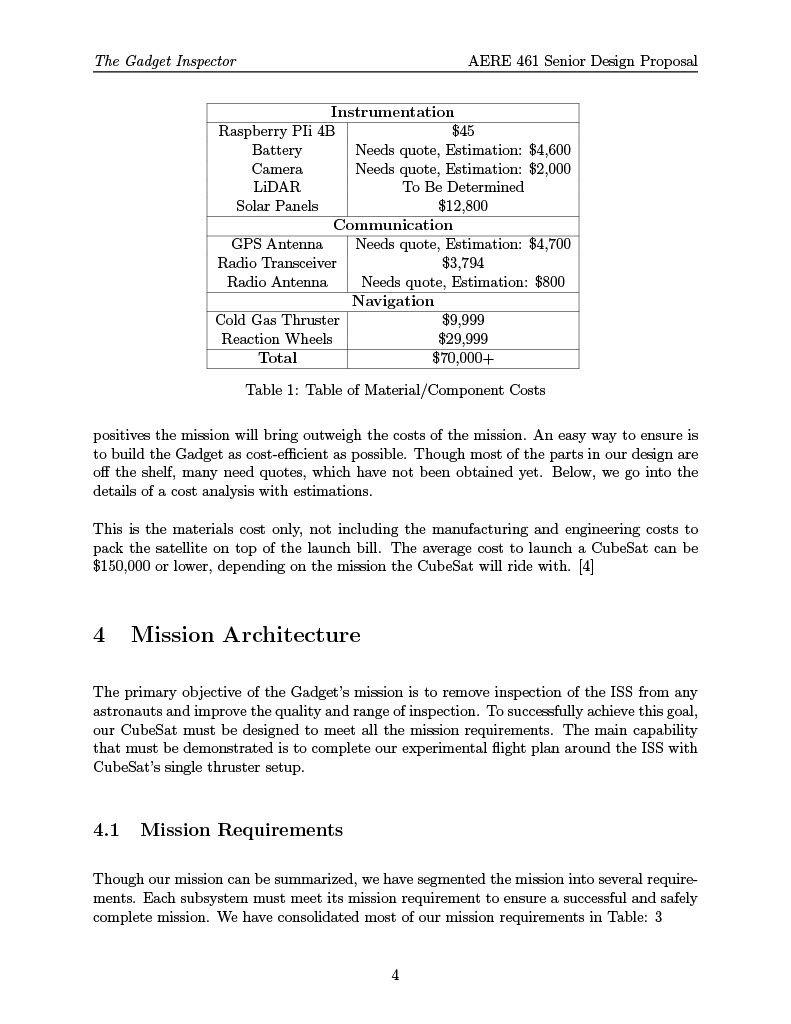 The Gadget Inspector AERE 461 Senior Design Proposal
Instrumentation
Raspberry PIi 4B $45
Battery Needs quote, Estimation: $4,600
Camera Needs quote, Estimation: $2,000
LiDAR To Be Determined
Solar Panels $12,800
Communication
GPS Antenna Needs quote, Estimation: $4,700
Radio Transceiver $3,794
Radio Antenna Needs quote, Estimation: $800
Navigation
Cold Gas Thruster $9,999
Reaction Wheels $29,999
Total $70,000+
Table 1: Table of Material/Component Costs
positives the mission will bring outweigh the costs of the mission. An easy way to ensure is
to build the Gadget as cost-efficient as possible. Though most of the parts in our design are
off the shelf, many need quotes, which have not been obtained yet. Below, we go into the
details of a cost analysis with estimations.
This is the materials cost only, not including the manufacturing and engineering costs to
pack the satellite on top of the launch bill. The average cost to launch a CubeSat can be
$150,000 or lower, depending on the mission the CubeSat will ride with. [4]
4 Mission Architecture
The primary objective of the Gadget's mission is to remove inspection of the ISS from any
astronauts and improve the quality and range of inspection. To successfully achieve this goal,
our CubeSat must be designed to meet all the mission requirements. The main capability
that must be demonstrated is to complete our experimental flight plan around the ISS with
CubeSat's single thruster setup.
4.1 Mission Requirements
Though our mission can be summarized, we have segmented the mission into several require-
ments. Each subsystem must meet its mission requirement to ensure a successful and safely
complete mission. We have consolidated most of our mission requirements in Table: 3
4